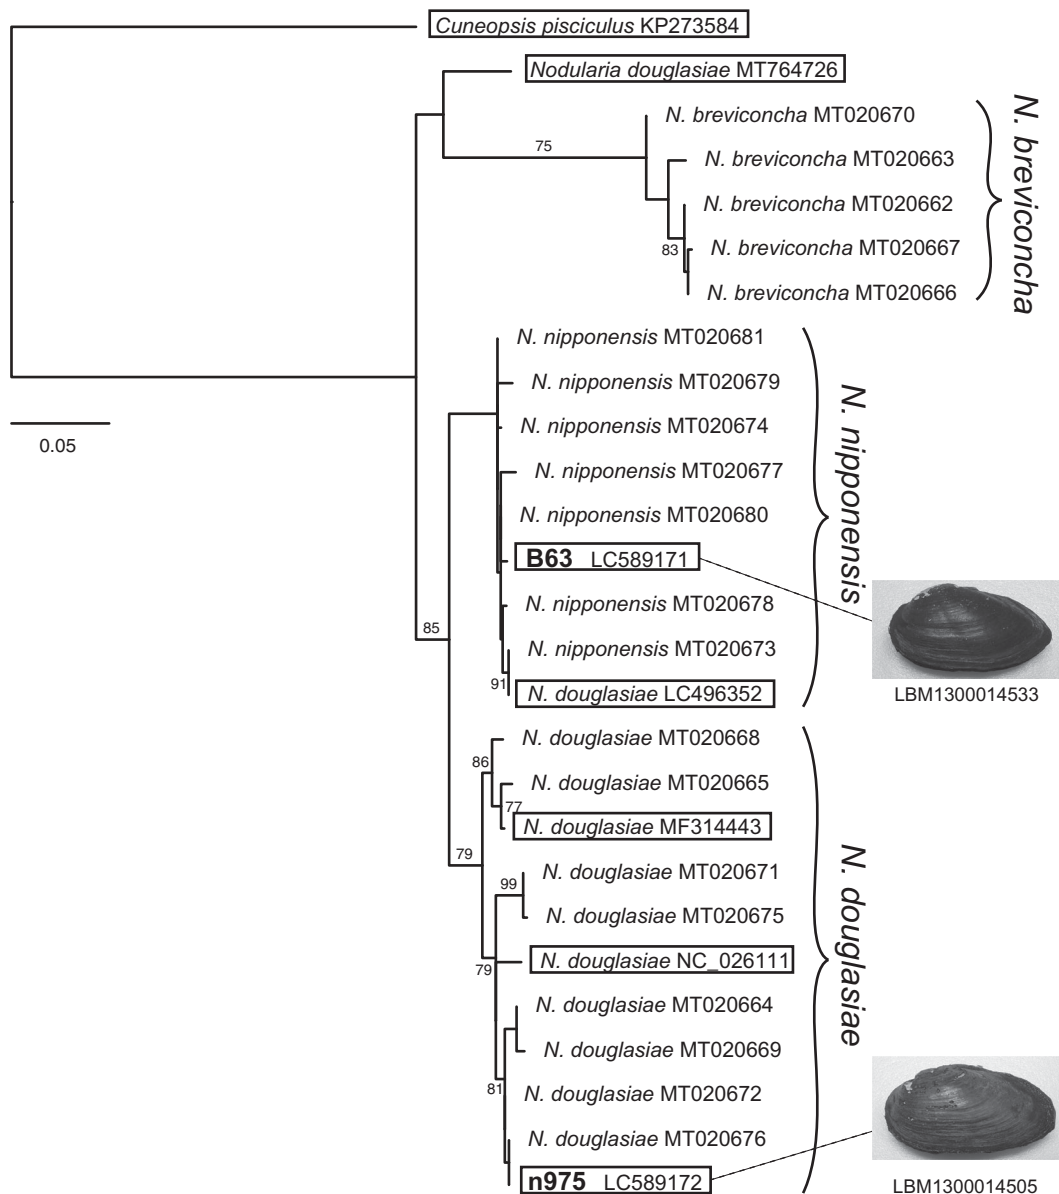 Cuneopsis pisciculus KP273584
Nodularia douglasiae MT764726
N. breviconcha MT020670
75
N. breviconcha MT020663
N. breviconcha MT020662
83
N. breviconcha MT020667
N. breviconcha MT020666
N. breviconcha
N. nipponensis MT020681
N. nipponensis MT020679
N. nipponensis MT020674
N. nipponensis MT020677
N. nipponensis MT020680
B63 LC589171
N. nipponensis MT020678
N. nipponensis MT020673
91
N. douglasiae LC496352
N. nipponensis
LBM1300014533
0.05
85
N. douglasiae MT020668
86
N. douglasiae MT020665
77
N. douglasiae MF314443
79
N. douglasiae MT020671
99
N. douglasiae MT020675
N. douglasiae NC_026111
79
N. douglasiae MT020664
N. douglasiae MT020669
81
N. douglasiae MT020672
N. douglasiae MT020676
n975 LC589172
N. douglasiae
LBM1300014505